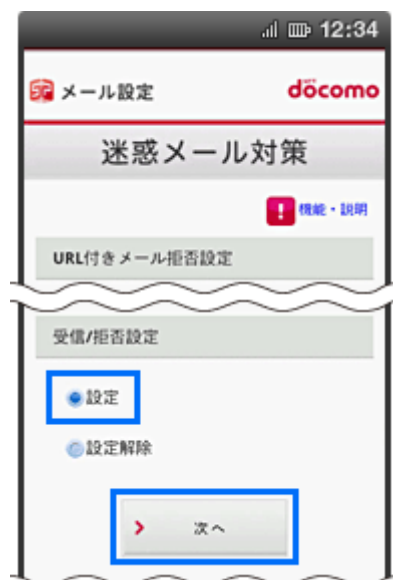 12:34
メール設定
döcomo
迷惑メール対策
機能・説明
URL付きメール拒否設定
受信/拒否設定
設定
設定解除
次へ